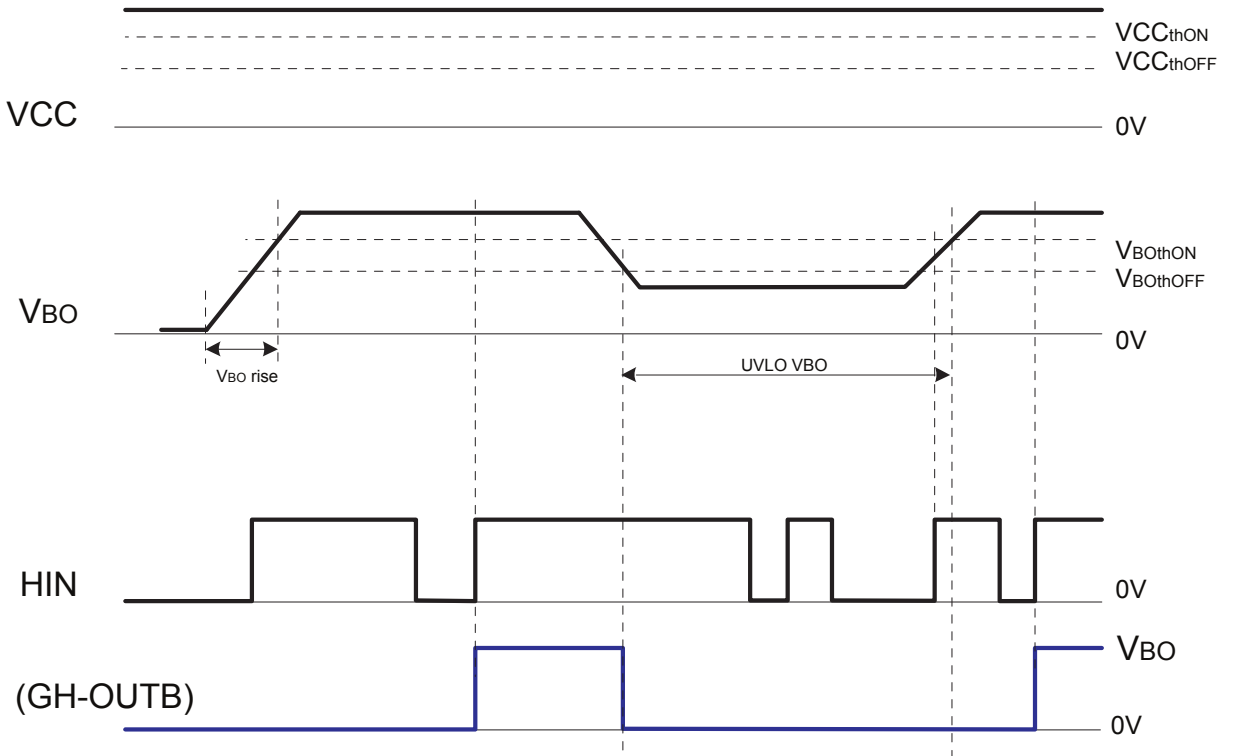 VCCthON
VCCthOFF
VCC
0V
VBOthON
VBOthOFF
VBO
0V
VBO rise
UVLO VBO
HIN
0V
VBO
(GH-OUTB)
0V